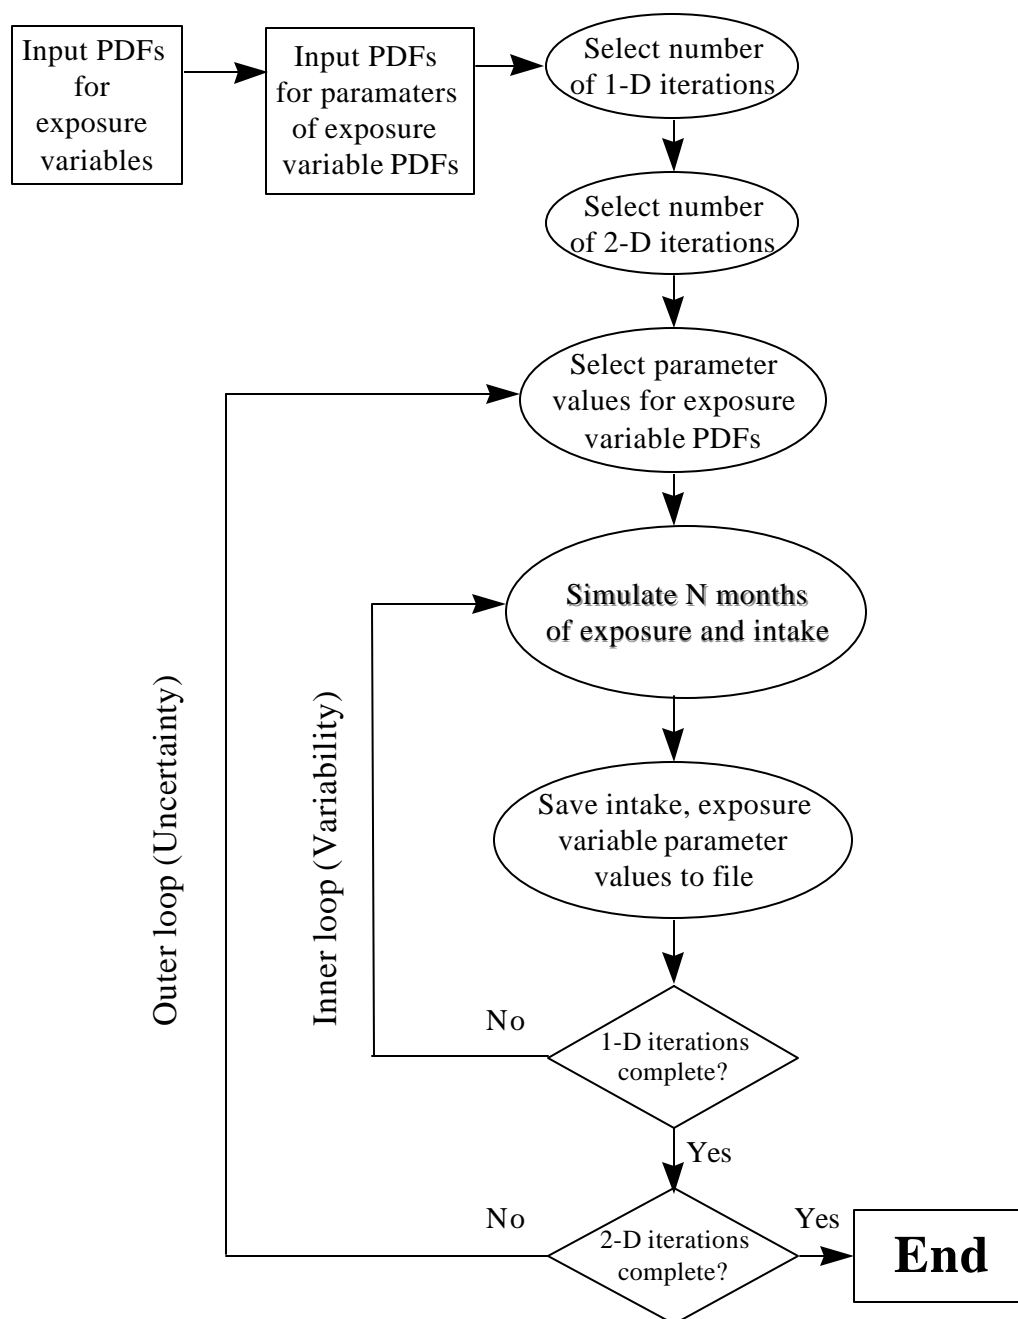 Input PDFs
for
exposure
variables
Input PDFs
for paramaters
of exposure
variable PDFs
Select number
of 1-D iterations
Select number
of 2-D iterations
Select parameter
values for exposure
variable PDFs
Simulate N months
of exposure and intake
Save intake, exposure
variable parameter
values to file
Outer loop (Uncertainty)
Inner loop (Variability)
No
1-D iterations
complete?
Yes
No
2-D iterations
complete?
Yes
End